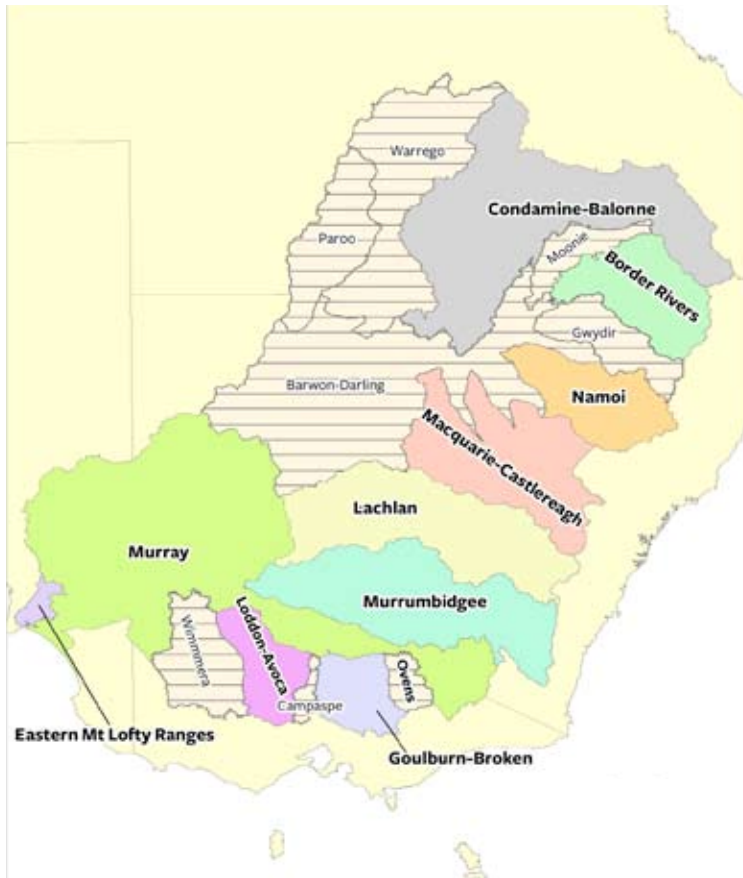 Warrego
Condamine-Balonne
Paroo
Moonie
Border Rivers
Gwydir
Barwon-Darling
Namoi
Macquarie-Castlereagh
Lachlan
Murray
Murrumbidgee
Loddon-Avoca
Wimmera
Ovens
Campaspe
Eastern Mt Lofty Ranges
Goulburn-Broken